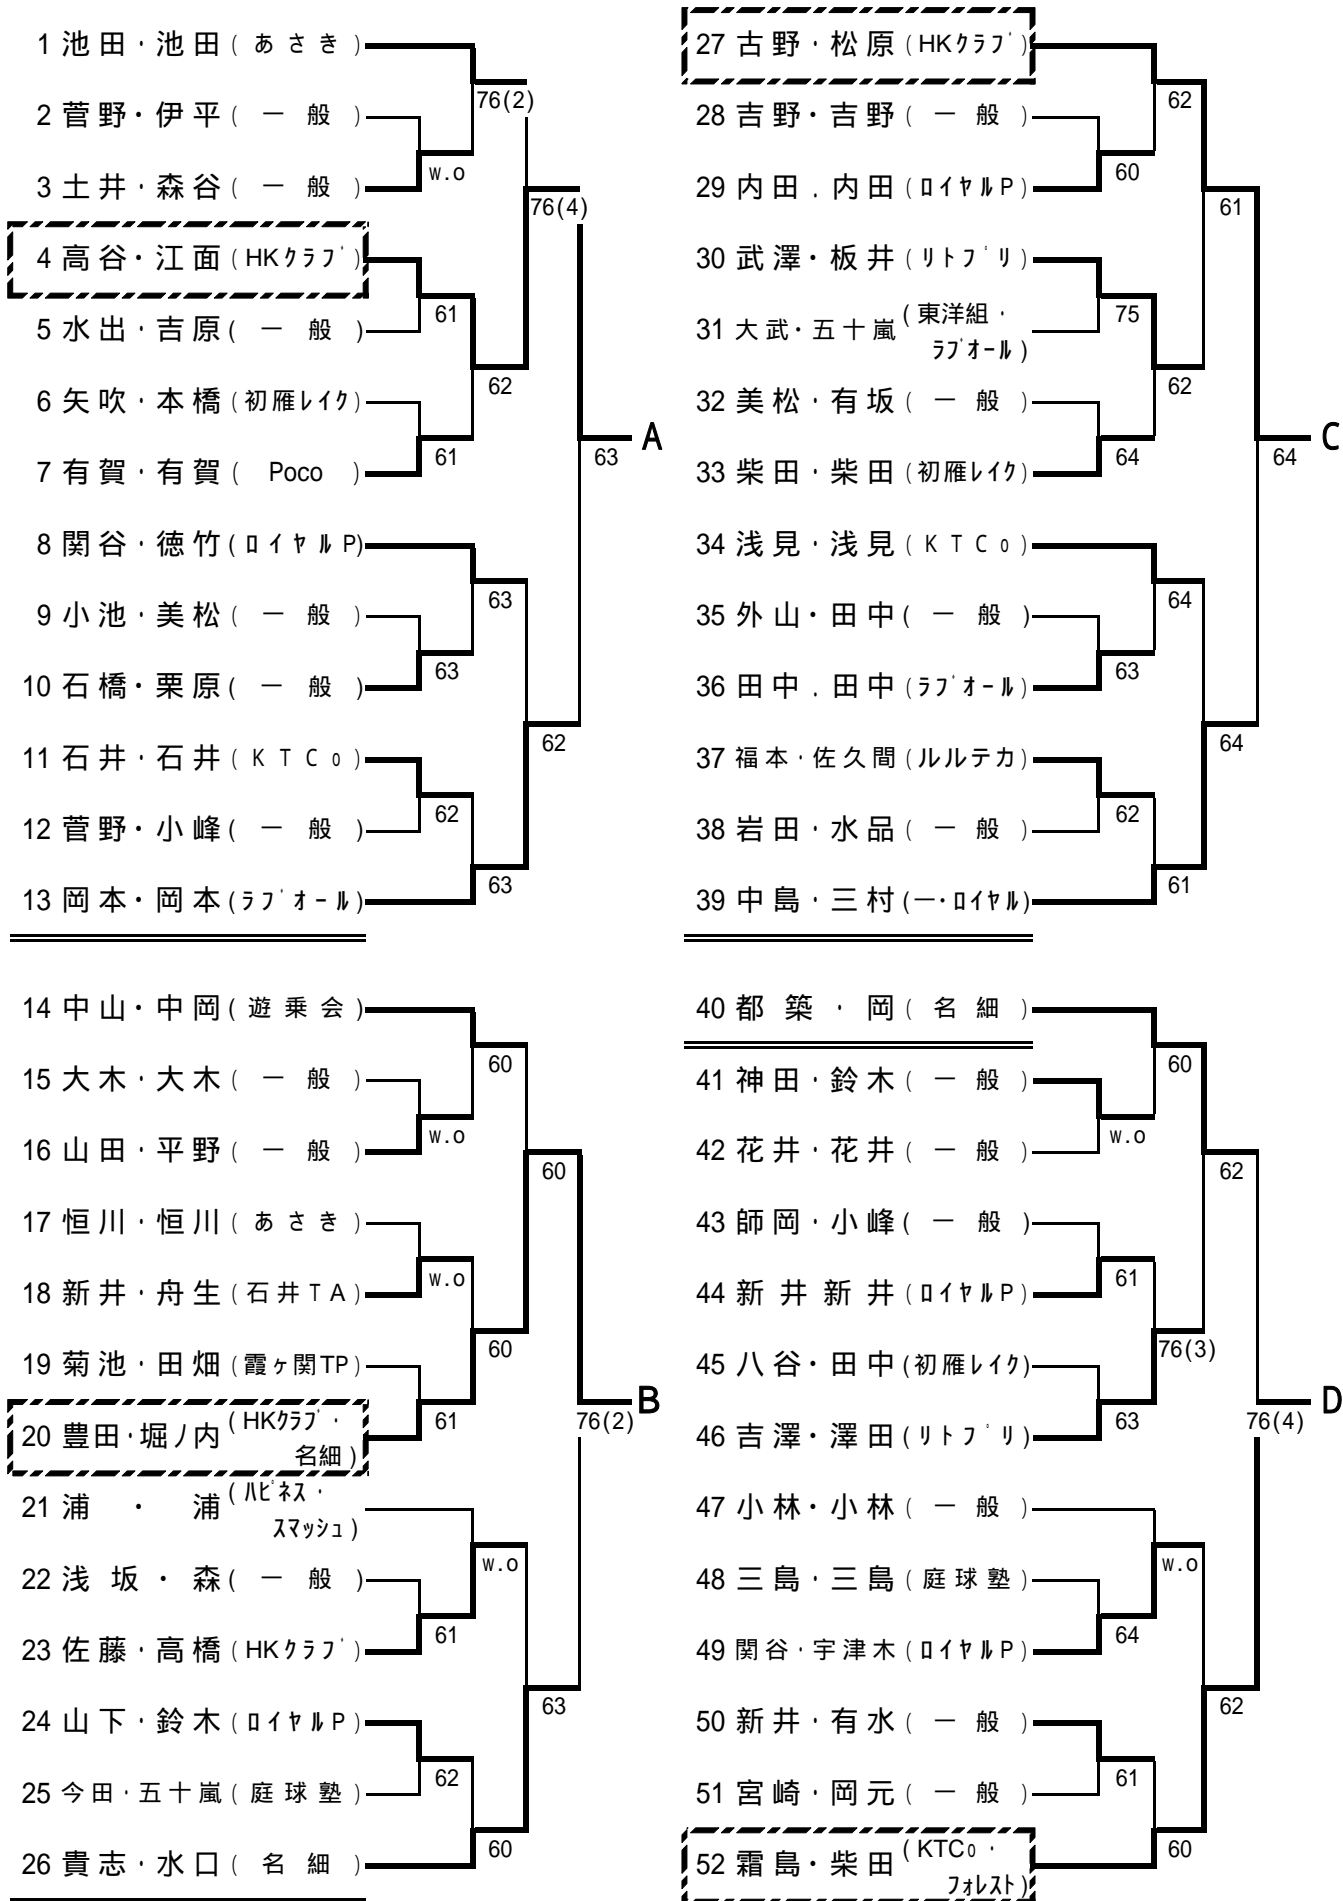 1 池田・池田 (あさき)
76(2)
2 菅野・伊平 (一般)
w.o
3 土井・森谷 (一般)
76(4)
4 高谷・江面 (HKｸﾗﾌﾞ)
61
5 水出・吉原 (一般)
62
6 矢吹・本橋 (初雁ﾚｲｸ)
61
7 有賀・有賀 (Poco)
63
A
8 関谷・徳竹 (ﾛｲﾔﾙP)
63
9 小池・美松 (一般)
63
10 石橋・栗原 (一般)
62
11 石井・石井 (KTCo)
62
12 菅野・小峰 (一般)
63
13 岡本・岡本 (ﾗﾌﾞｵｰﾙ)
14 中山・中岡 (遊乗会)
60
15 大木・大木 (一般)
w.o
16 山田・平野 (一般)
60
17 恒川・恒川 (あさき)
w.o
18 新井・舟生 (石井TA)
60
19 菊池・田畑 (霞ヶ関TP)
61
20 豊田・堀ﾉ内 (HKｸﾗﾌﾞ・
名細)
76(2)
B
21 浦・浦 (ﾊﾋﾟﾈｽ・
ｽﾏｯｼｭ)
w.o
22 浅坂・森 (一般)
61
23 佐藤・高橋 (HKｸﾗﾌﾞ)
63
24 山下・鈴木 (ﾛｲﾔﾙP)
62
25 今田・五十嵐 (庭球塾)
60
26 貴志・水口 (名細)
27 古野・松原 (HKｸﾗﾌﾞ)
62
28 吉野・吉野 (一般)
60
29 内田．内田 (ﾛｲﾔﾙP)
61
30 武澤・板井 (ﾘﾄﾌﾟﾘ)
75
31 大武・五十嵐 (東洋組・
ﾗﾌﾞｵｰﾙ)
62
32 美松・有坂 (一般)
64
33 柴田・柴田 (初雁ﾚｲｸ)
64
C
34 浅見・浅見 (KTCo)
64
35 外山・田中 (一般)
63
36 田中．田中 (ﾗﾌﾞｵｰﾙ)
64
37 福本・佐久間 (ルルテカ)
62
38 岩田・水品 (一般)
61
39 中島・三村 (一・ﾛｲﾔﾙ)
40 都築・岡 (名細)
60
41 神田・鈴木 (一般)
w.o
42 花井・花井 (一般)
62
43 師岡・小峰 (一般)
61
44 新井新井 (ﾛｲﾔﾙP)
76(3)
45 八谷・田中 (初雁ﾚｲｸ)
63
46 吉澤・澤田 (ﾘﾄﾌﾟﾘ)
76(4)
D
47 小林・小林 (一般)
w.o
48 三島・三島 (庭球塾)
64
49 関谷・宇津木 (ﾛｲﾔﾙP)
62
50 新井・有水 (一般)
61
51 宮崎・岡元 (一般)
60
52 霜島・柴田 (KTCo・
ﾌｫﾚｽﾄ)